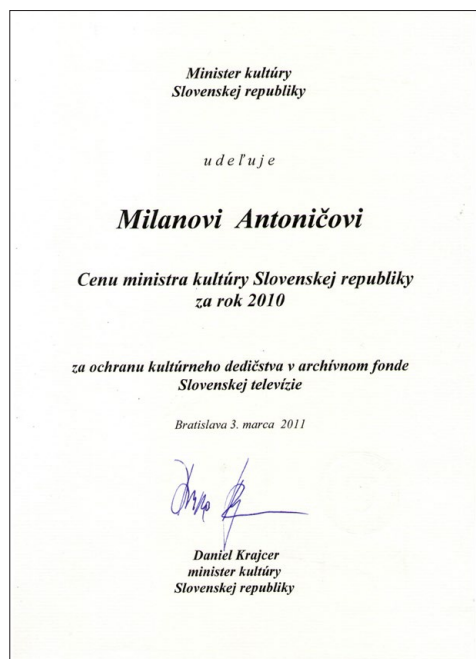 Minister kultúry
Slovenskej republiky
udeľuje
Milanovi Antoničovi
Cenu ministra kultúry Slovenskej republiky
za rok 2010
za ochranu kultúrneho dedičstva v archívnom fonde
Slovenskej televízie
Bratislava 3. marca 2011
Daniel Krajcer
minister kultúry
Slovenskej republiky